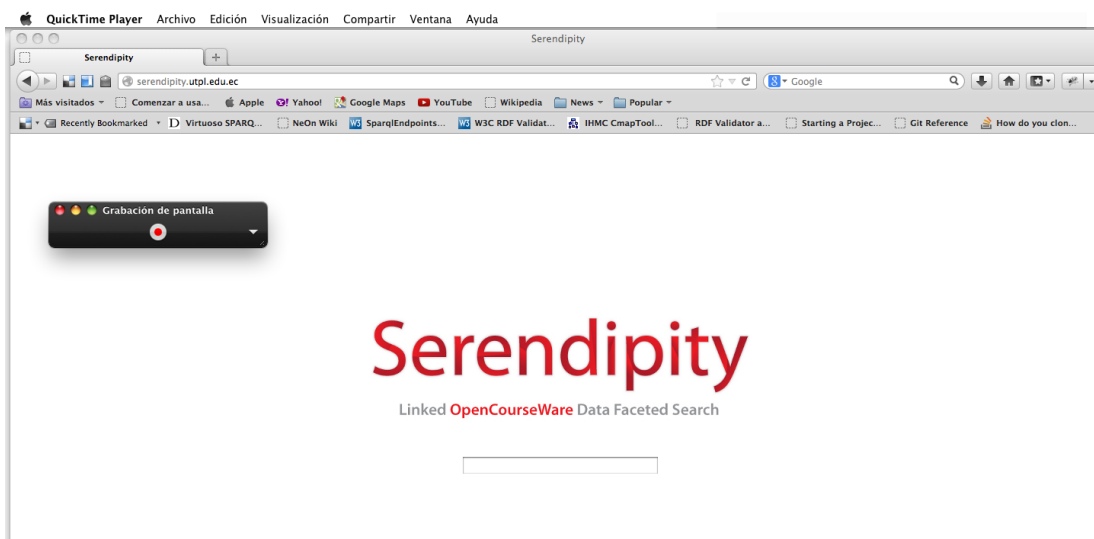 QuickTime Player Archivo Edición Visualización Compartir Ventana Ayuda
Serendipity
Serendipity
serendipity.utpl.edu.ec Google
Más visitados Comenzar a usa... Apple Yahoo! Google Maps YouTube Wikipedia News Popular
Recently Bookmarked Virtuoso SPARQ... NeOn Wiki SparqlEndpoints... W3C RDF Validat... IHMC CmapTool... RDF Validator a... Starting a Projec... Git Reference How do you clon...
Grabación de pantalla
Serendipity
Linked OpenCourseWare Data Faceted Search